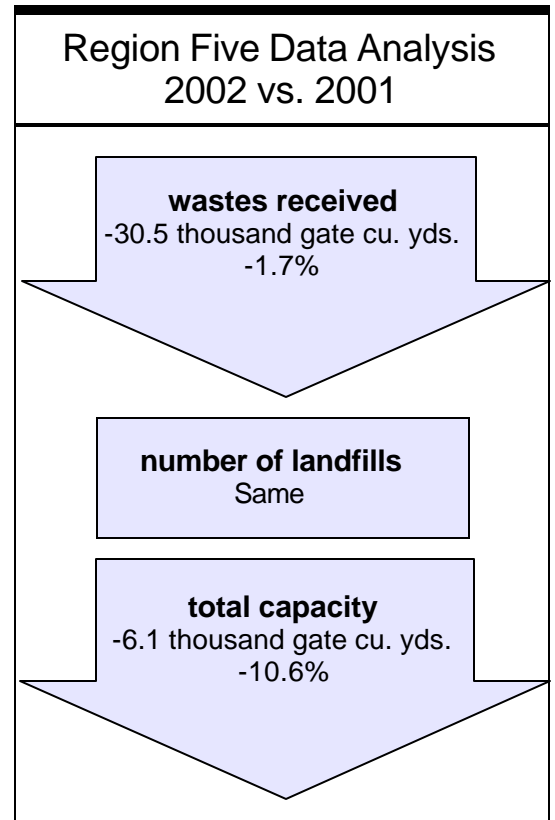 Region Five Data Analysis
2002 vs. 2001
wastes received
-30.5 thousand gate cu. yds.
-1.7%
number of landfills
Same
total capacity
-6.1 thousand gate cu. yds.
-10.6%